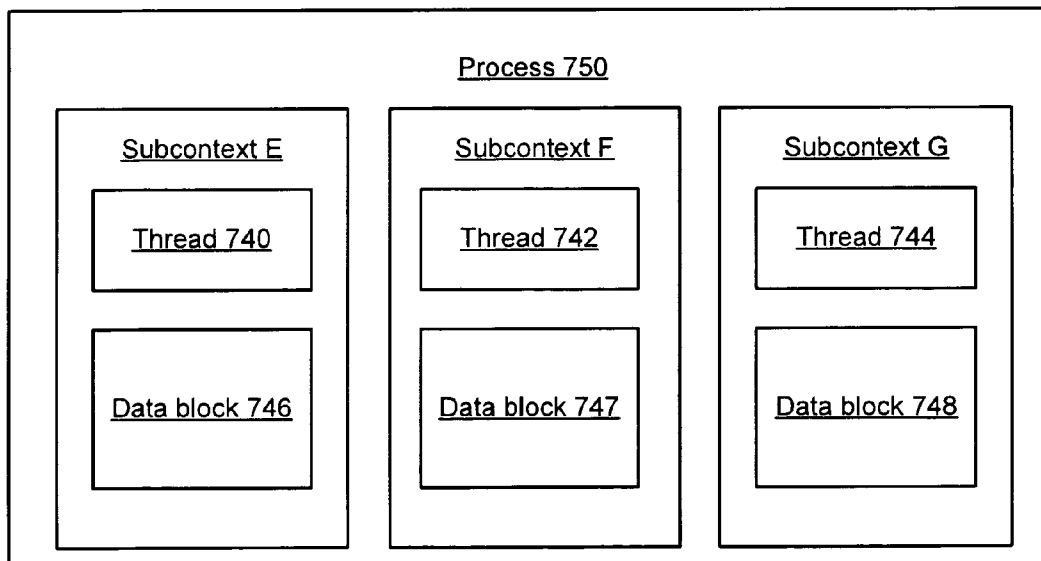 Process 750
Subcontext E
Subcontext F
Subcontext G
Thread 740
Thread 742
Thread 744
Data block 746
Data block 747
Data block 748